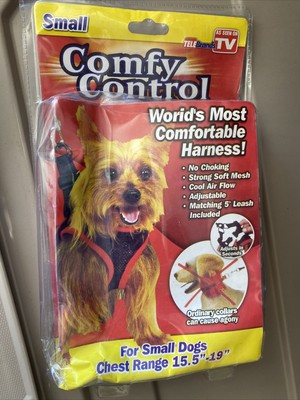 Small
AS SEEN ON
TELEBrands TV
Comfy
Control
World's Most
Comfortable
Harness!
• No Choking
• Strong Soft Mesh
• Cool Air Flow
• Adjustable
• Matching 5' Leash
Included
Adjusts in
Seconds
Ordinary collars
can cause agony
For Small Dogs
Chest Range 15.5"-19"